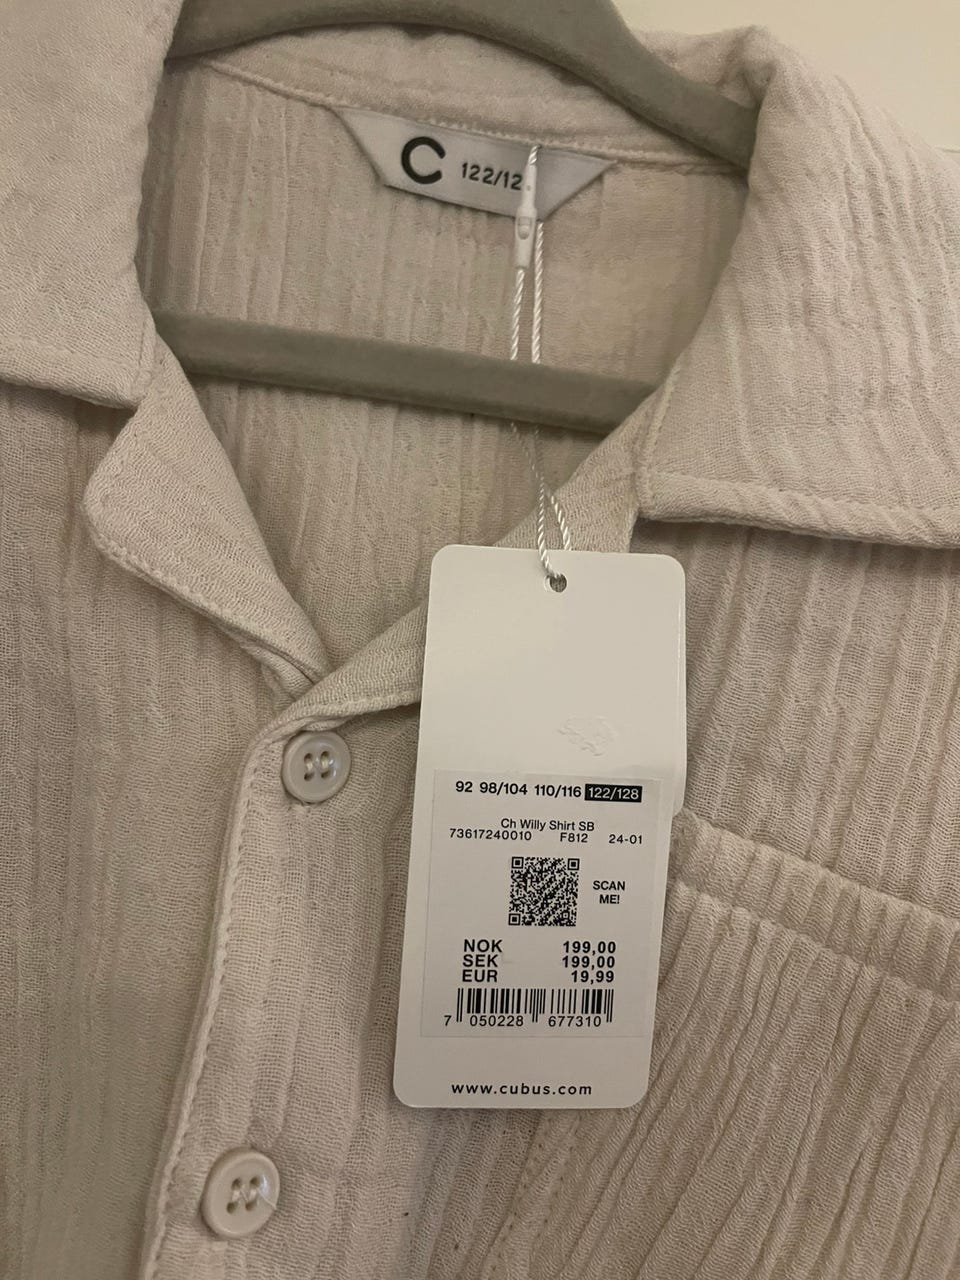 C 122/12
92 98/104 110/116 122/128
Ch Willy Shirt SB
73617240010 F812 24-01
SCAN
ME!
NOK 199,00
SEK 199,00
EUR 19,99
7 050228 677310
www.cubus.com